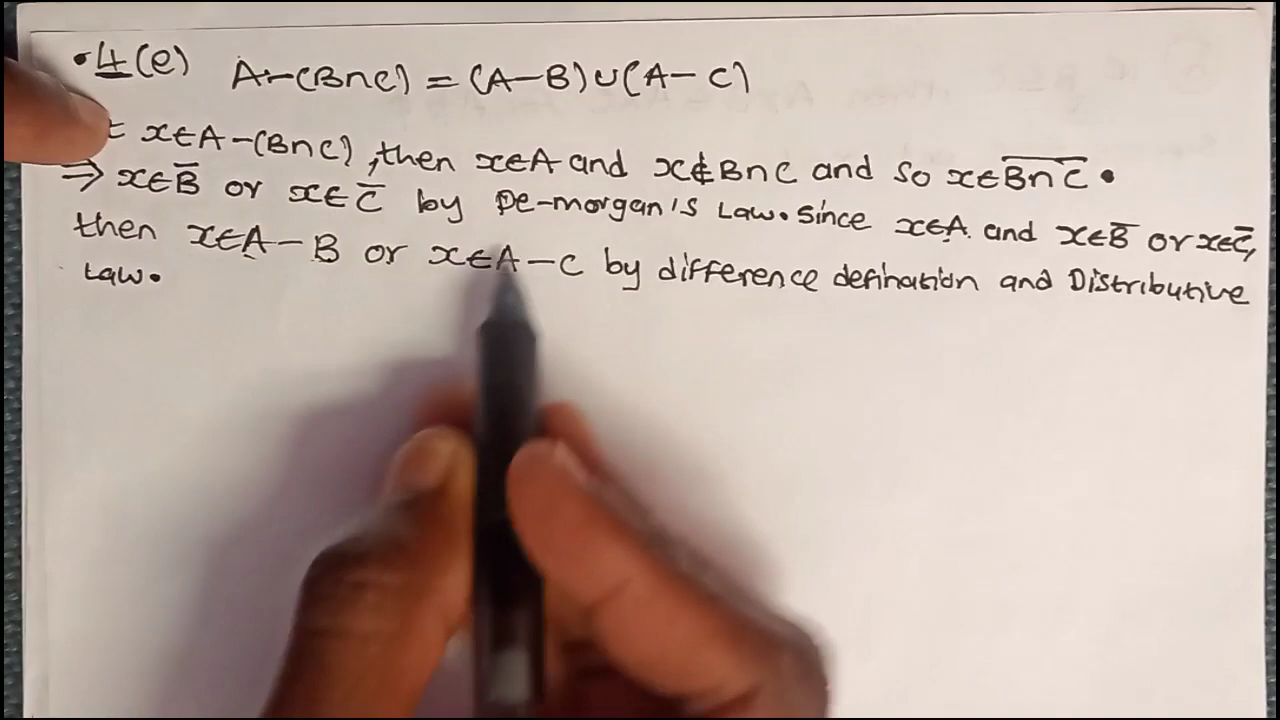 •4(e) A-(B∩C) = (A-B)∪(A-C)
x∈A-(B∩C), then x∈A and x∉B∩C and so x∈\overline{B∩C}.
⇒ x∈B̅ or x∈C̅ by De-morgan's Law. Since x∈A and x∈B̅ or x∈C̅,
then x∈A-B or x∈A-C by difference defination and Distributive
Law.